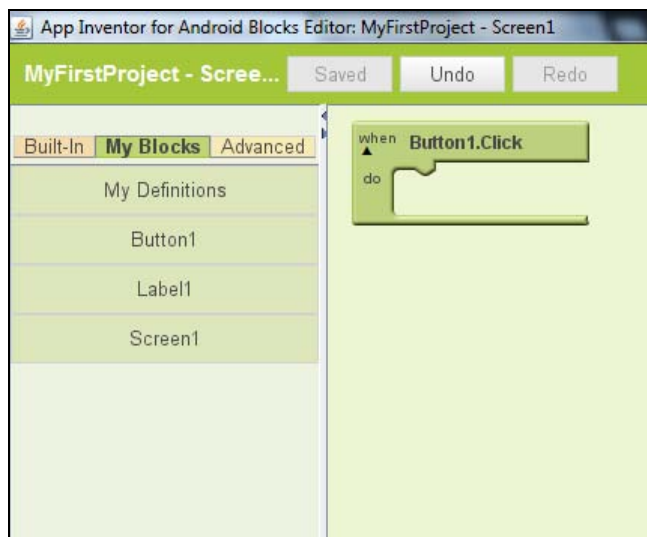 App Inventor for Android Blocks Editor: MyFirstProject - Screen1
MyFirstProject - Scree... Saved Undo Redo
Built-In My Blocks Advanced
My Definitions
Button1
Label1
Screen1
when Button1.Click
do